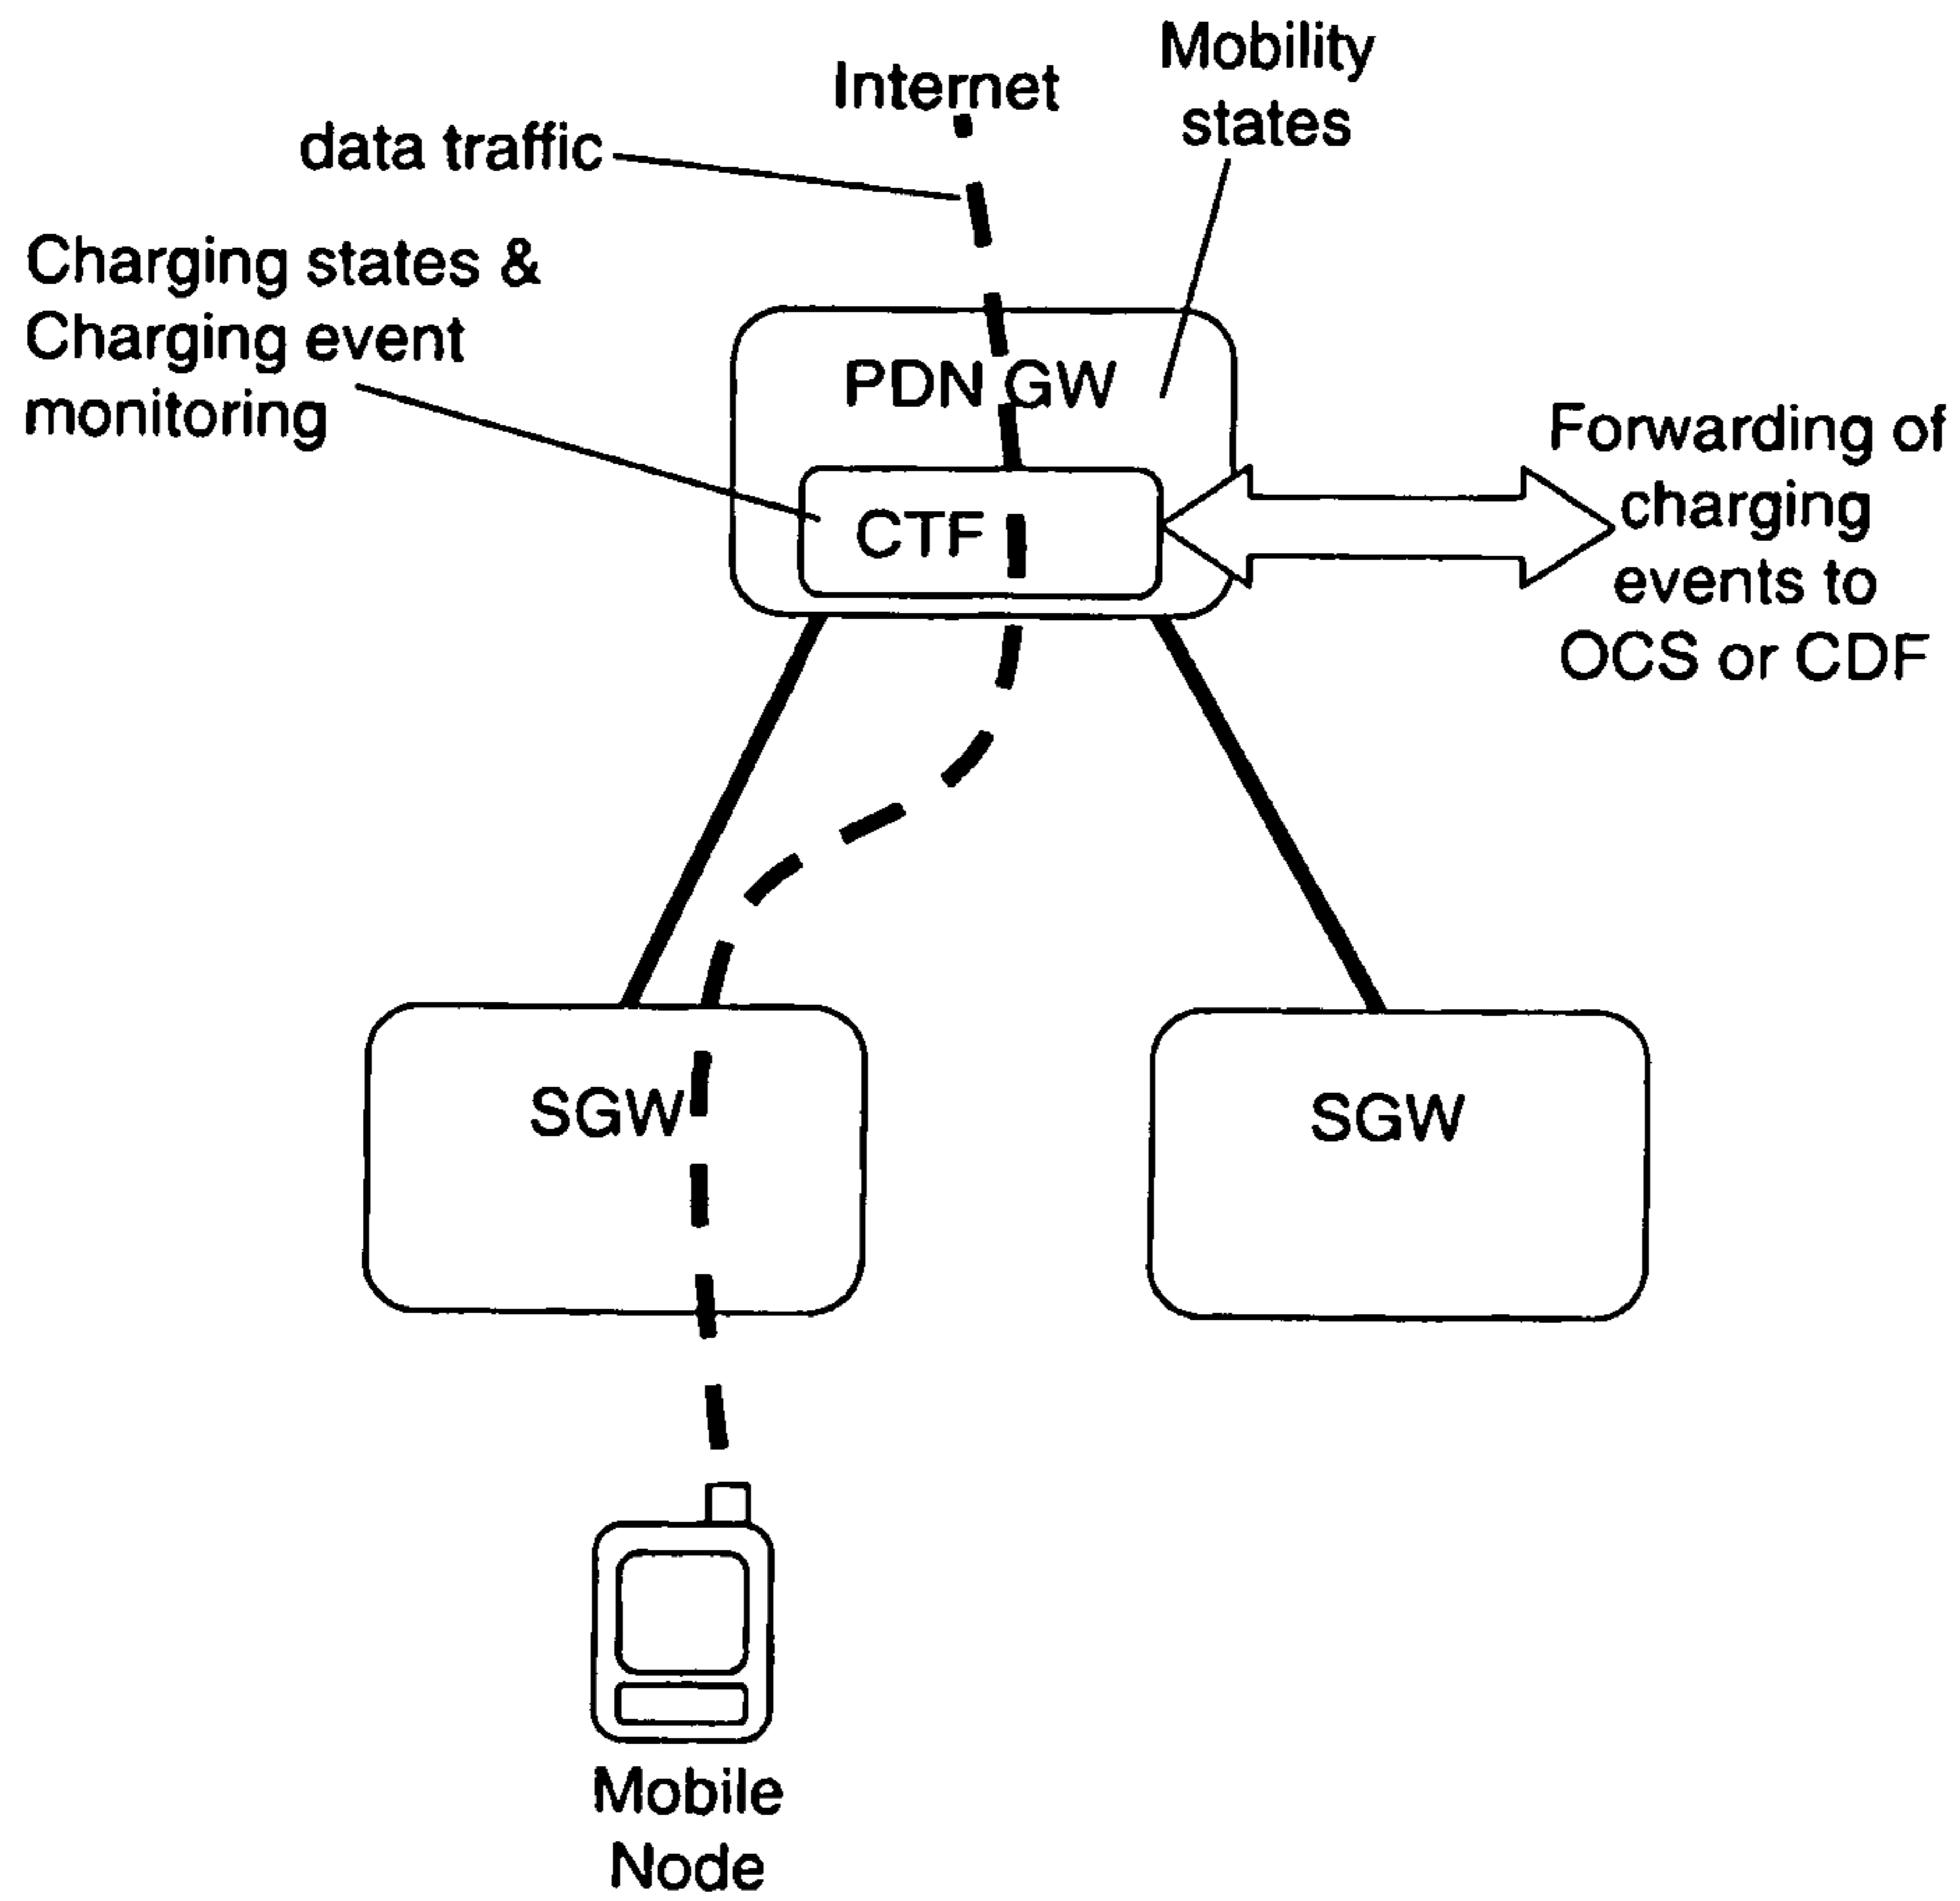 Internet
Mobility
states
data traffic
Charging states &
Charging event
monitoring
PDN GW
CTF
Forwarding of
charging
events to
OCS or CDF
SGW
SGW
Mobile
Node